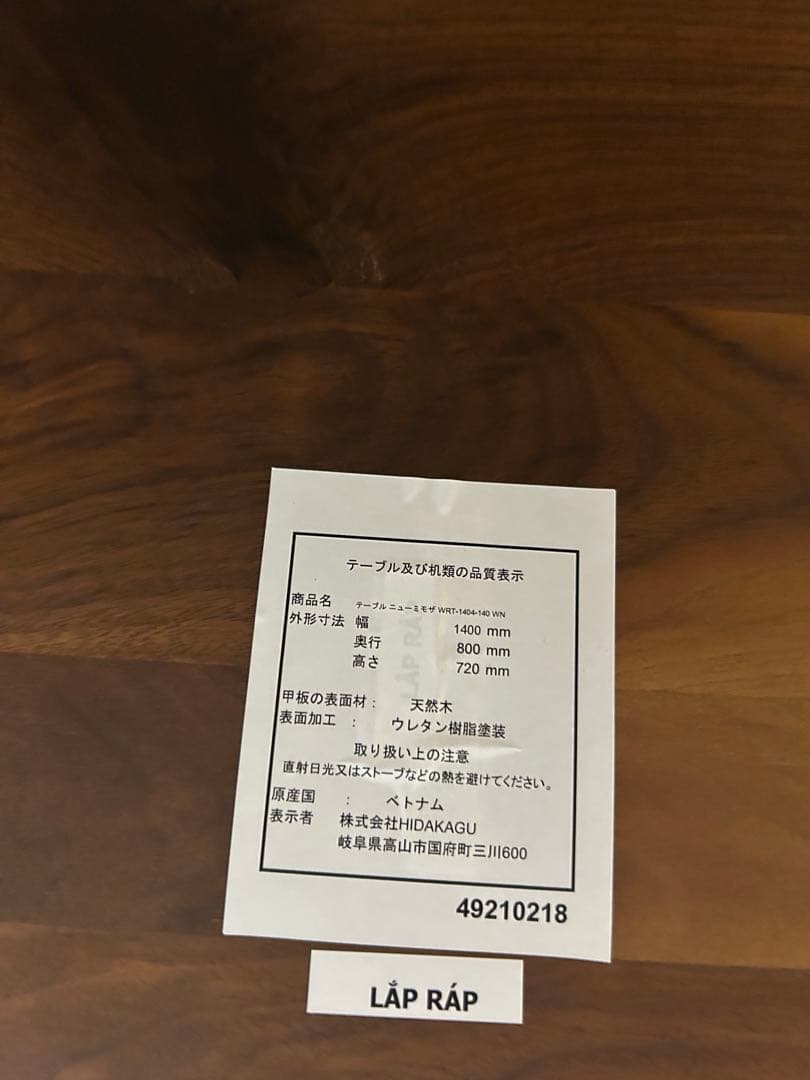 テーブル及び机類の品質表示
商品名 テーブル ニューミモザ WRT-1404-140 WN
外形寸法 幅 1400 mm
奥行 800 mm
高さ 720 mm
甲板の表面材： 天然木
表面加工 ： ウレタン樹脂塗装
取り扱い上の注意
直射日光又はストーブなどの熱を避けてください。
原産国 ： ベトナム
表示者 株式会社HIDAKAGU
岐阜県高山市国府町三川600
49210218
LẮP RÁP